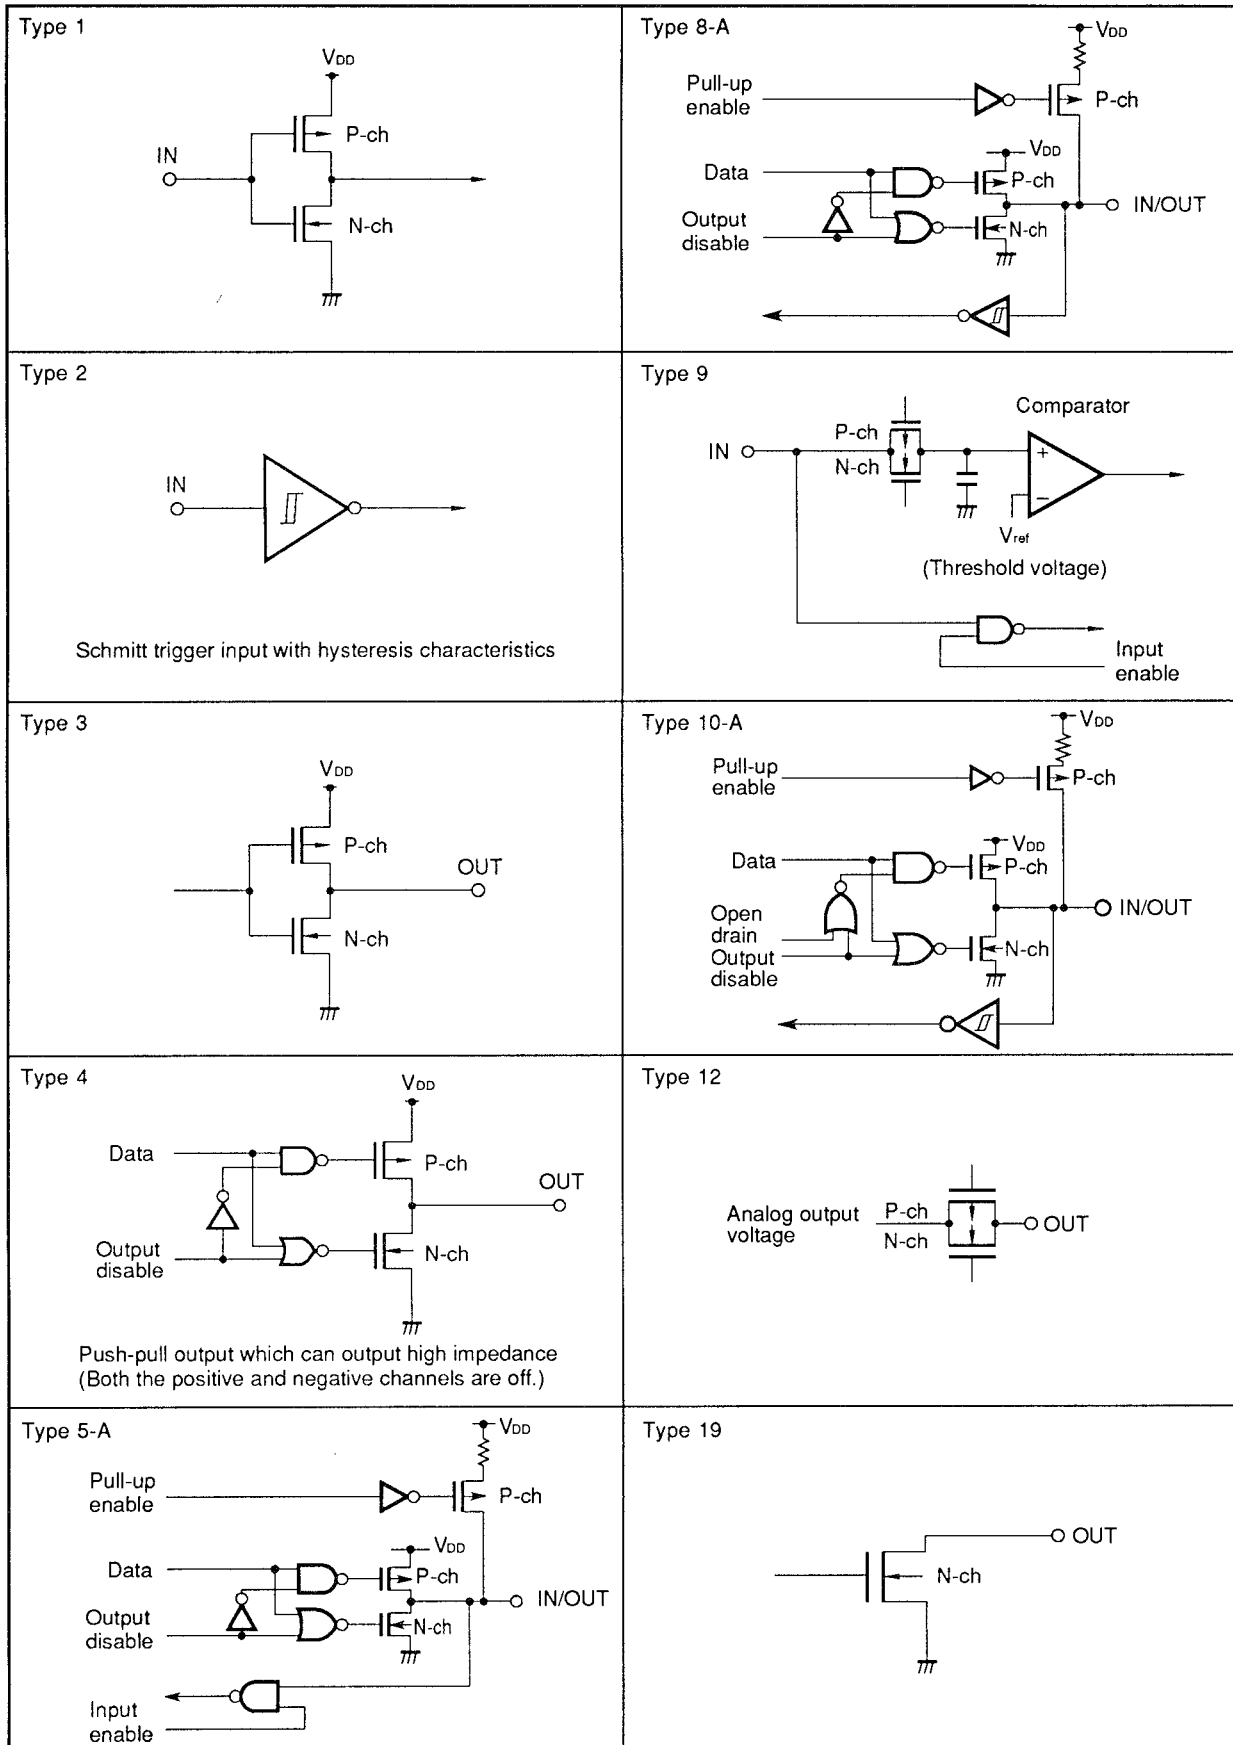 Type 1
VDD
P-ch
IN
N-ch
Type 8-A
VDD
Pull-up
enable
P-ch
VDD
Data
P-ch
IN/OUT
Output
disable
N-ch
Type 2
IN
Schmitt trigger input with hysteresis characteristics
Type 9
Comparator
P-ch
IN
N-ch
+
−
Vref
(Threshold voltage)
Input
enable
Type 3
VDD
P-ch
OUT
N-ch
Type 10-A
VDD
Pull-up
enable
P-ch
VDD
Data
P-ch
IN/OUT
Open
drain
Output
disable
N-ch
Type 4
VDD
Data
P-ch
OUT
Output
disable
N-ch
Push-pull output which can output high impedance
(Both the positive and negative channels are off.)
Type 12
Analog output
voltage
P-ch
N-ch
OUT
Type 5-A
VDD
Pull-up
enable
P-ch
VDD
Data
P-ch
IN/OUT
Output
disable
N-ch
Input
enable
Type 19
OUT
N-ch